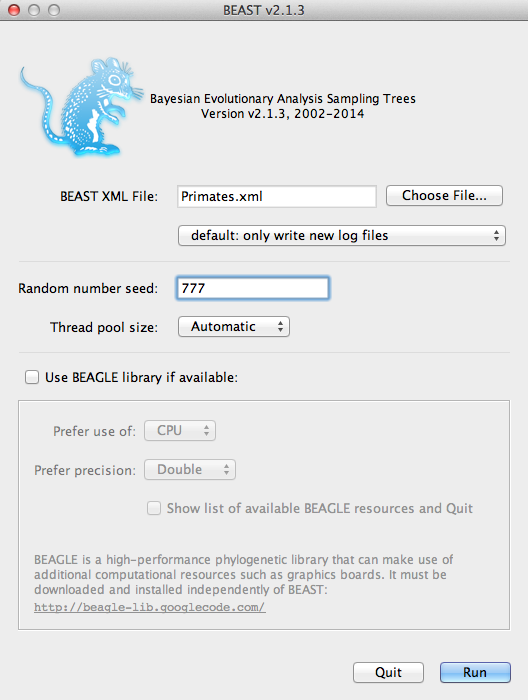 BEAST v2.1.3
Bayesian Evolutionary Analysis Sampling Trees
Version v2.1.3, 2002-2014
BEAST XML File: Primates.xml Choose File...
default: only write new log files
Random number seed: 777
Thread pool size: Automatic
Use BEAGLE library if available:
Prefer use of: CPU
Prefer precision: Double
Show list of available BEAGLE resources and Quit
BEAGLE is a high-performance phylogenetic library that can make use of
additional computational resources such as graphics boards. It must be
downloaded and installed independently of BEAST:
http://beagle-lib.googlecode.com/
Quit Run